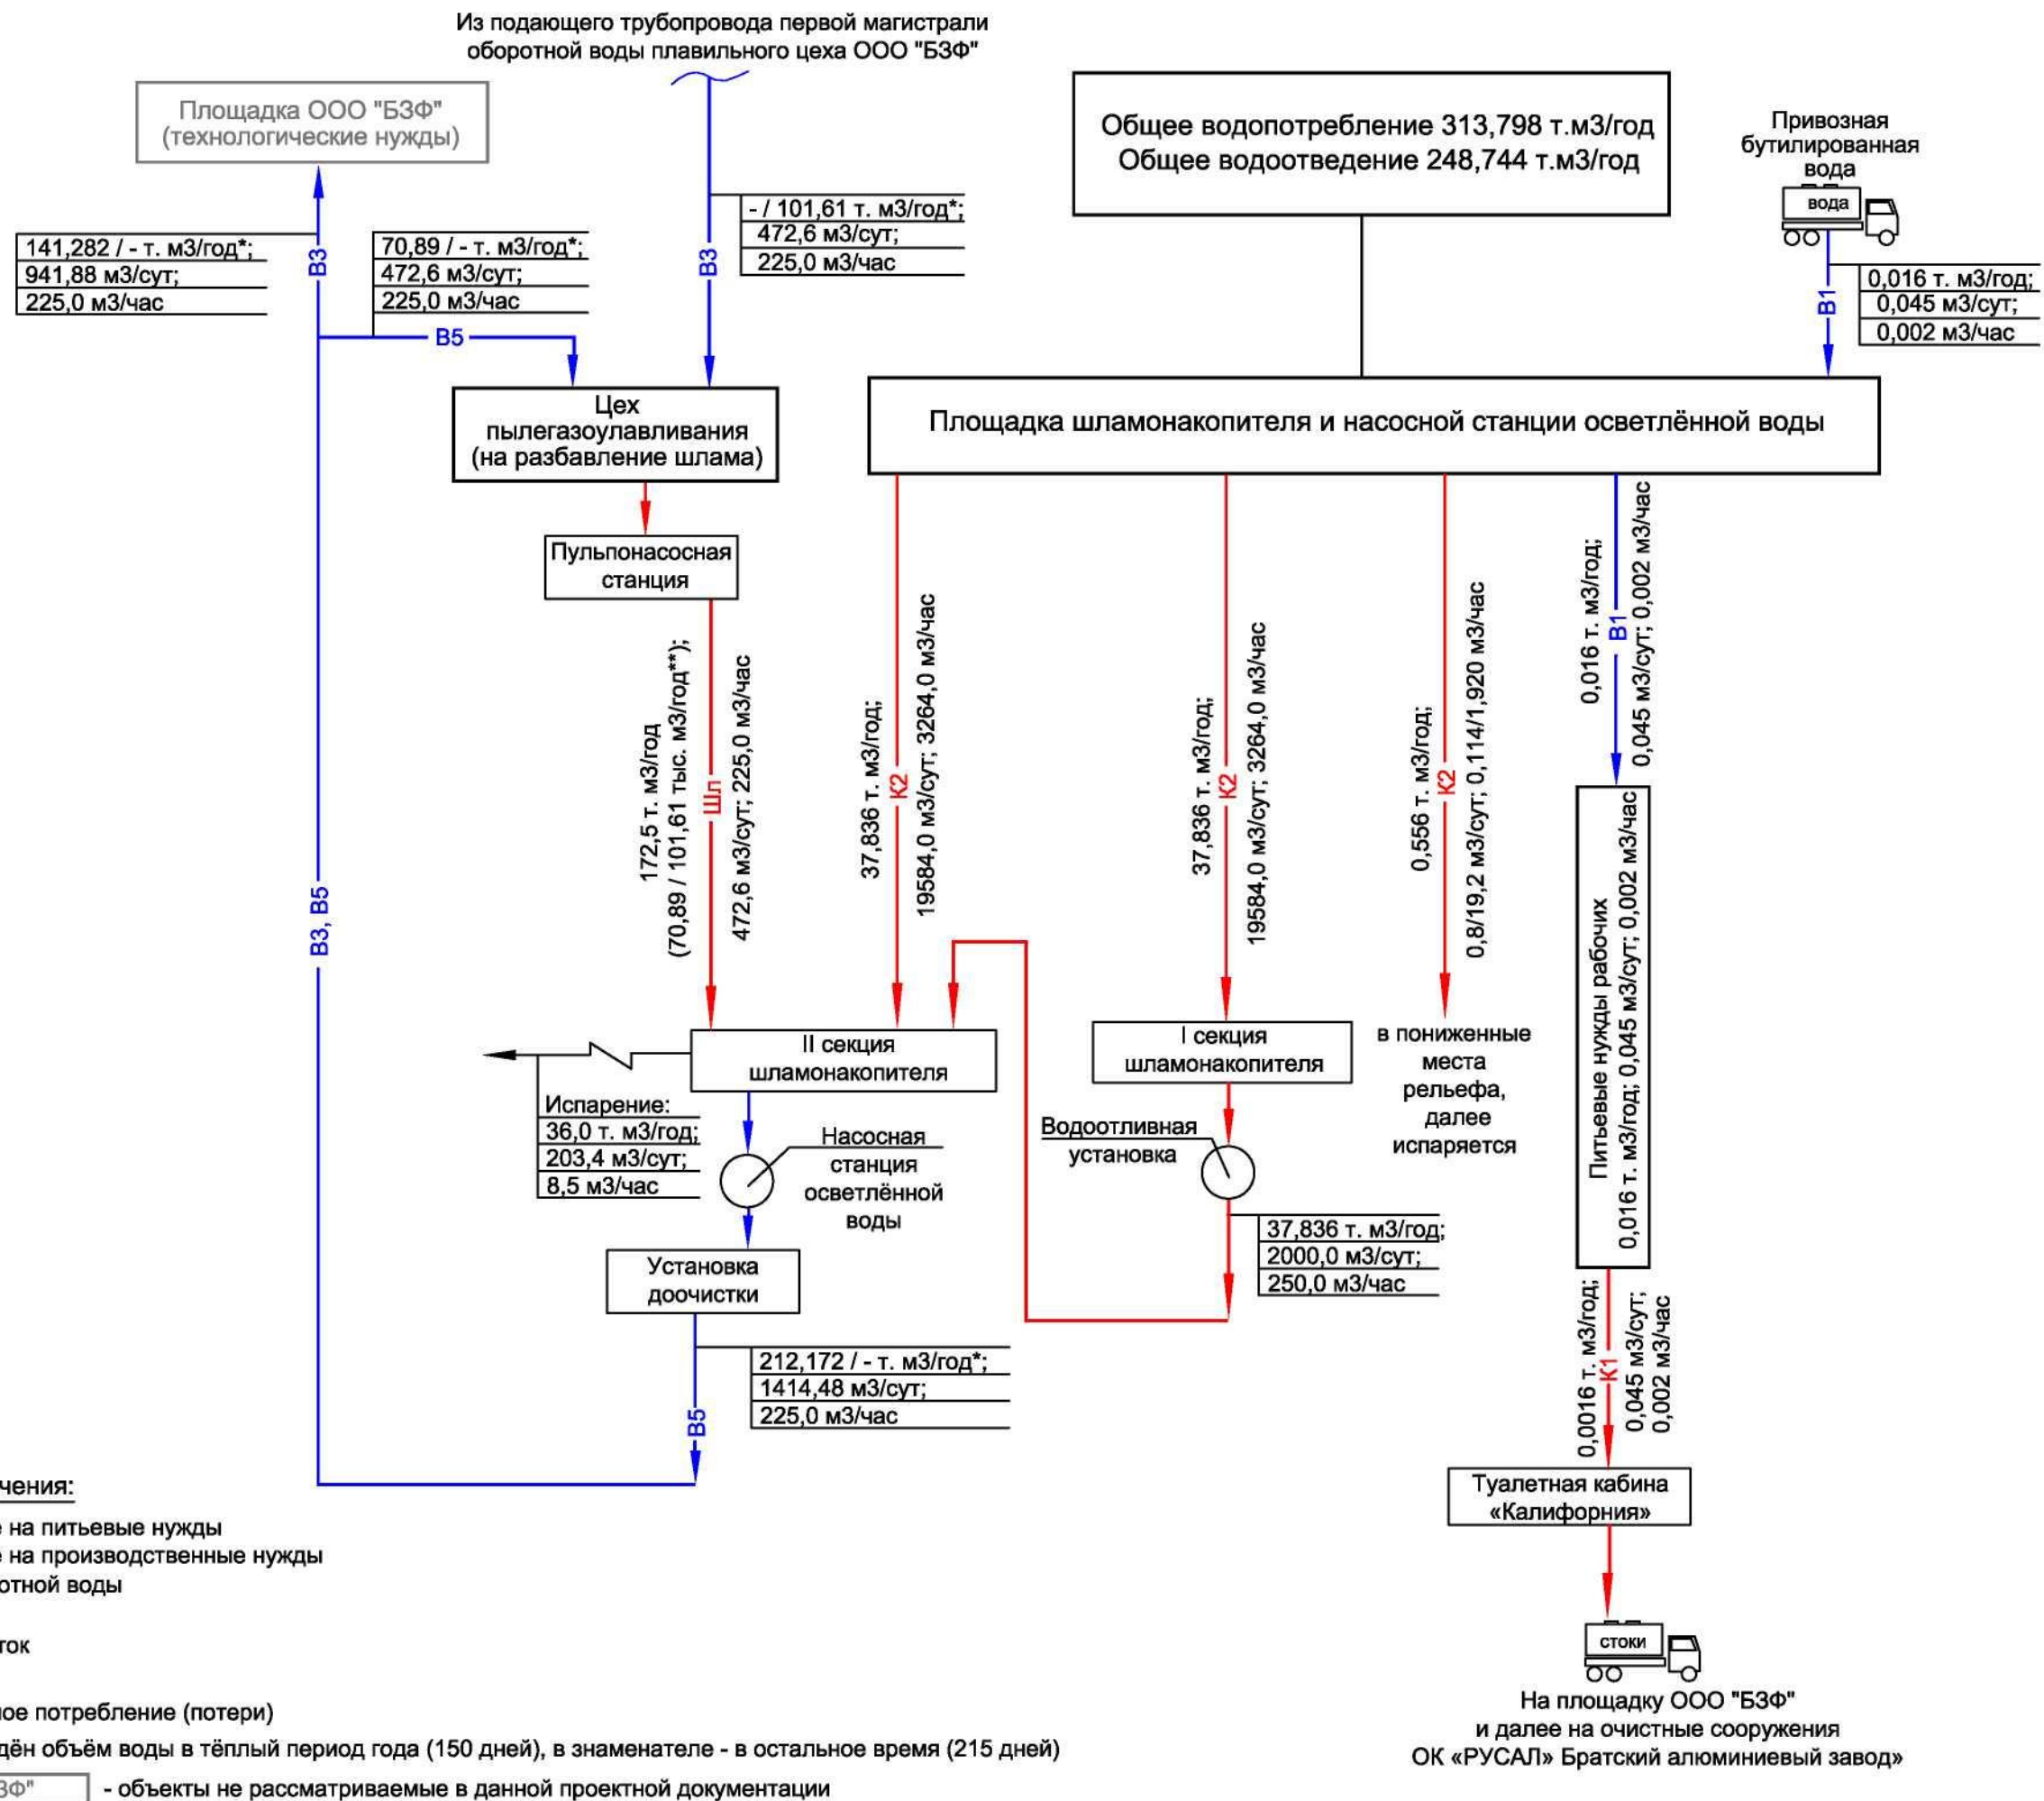 Из подающего трубопровода первой магистрали
оборотной воды плавильного цеха ООО "БЗФ"
Площадка ООО "БЗФ"
(технологические нужды)
Общее водопотребление 313,798 т.м3/год
Общее водоотведение 248,744 т.м3/год
Привозная
бутилированная
вода
вода
141,282 / - т. м3/год*;
941,88 м3/сут;
225,0 м3/час
В3
70,89 / - т. м3/год*;
472,6 м3/сут;
225,0 м3/час
В5
- / 101,61 т. м3/год*;
472,6 м3/сут;
225,0 м3/час
В3
0,016 т. м3/год;
0,045 м3/сут;
0,002 м3/час
В1
Цех
пылегазоулавливания
(на разбавление шлама)
Площадка шламонакопителя и насосной станции осветлённой воды
Пульпонасосная
станция
172,5 т. м3/год
(70,89 / 101,61 тыс. м3/год**);
Шл
472,6 м3/сут; 225,0 м3/час
37,836 т. м3/год;
К2
19584,0 м3/сут; 3264,0 м3/час
37,836 т. м3/год;
К2
19584,0 м3/сут; 3264,0 м3/час
0,556 т. м3/год;
К2
0,8/19,2 м3/сут; 0,114/1,920 м3/час
0,016 т. м3/год;
В1
0,045 м3/сут; 0,002 м3/час
В3, В5
Питьевые нужды рабочих
0,016 т. м3/год; 0,045 м3/сут; 0,002 м3/час
II секция
шламонакопителя
I секция
шламонакопителя
в пониженные
места
рельефа,
далее
испаряется
Испарение:
36,0 т. м3/год;
203,4 м3/сут;
8,5 м3/час
Насосная
станция
осветлённой
воды
Водоотливная
установка
37,836 т. м3/год;
2000,0 м3/сут;
250,0 м3/час
Установка
доочистки
212,172 / - т. м3/год*;
1414,48 м3/сут;
225,0 м3/час
В5
0,0016 т. м3/год;
К1
0,045 м3/сут;
0,002 м3/час
Туалетная кабина
«Калифорния»
стоки
На площадку ООО "БЗФ"
и далее на очистные сооружения
ОК «РУСАЛ» Братский алюминиевый завод»
чения:
е на питьевые нужды
е на производственные нужды
отной воды
ток
ное потребление (потери)
дён объём воды в тёплый период года (150 дней), в знаменателе - в остальное время (215 дней)
ЗФ" - объекты не рассматриваемые в данной проектной документации